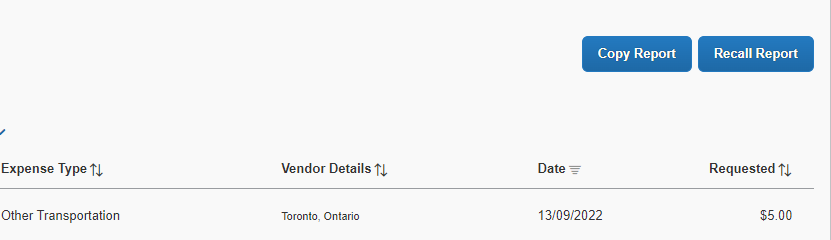 Copy Report Recall Report
Expense Type Vendor Details Date Requested
Other Transportation Toronto, Ontario 13/09/2022 $5.00